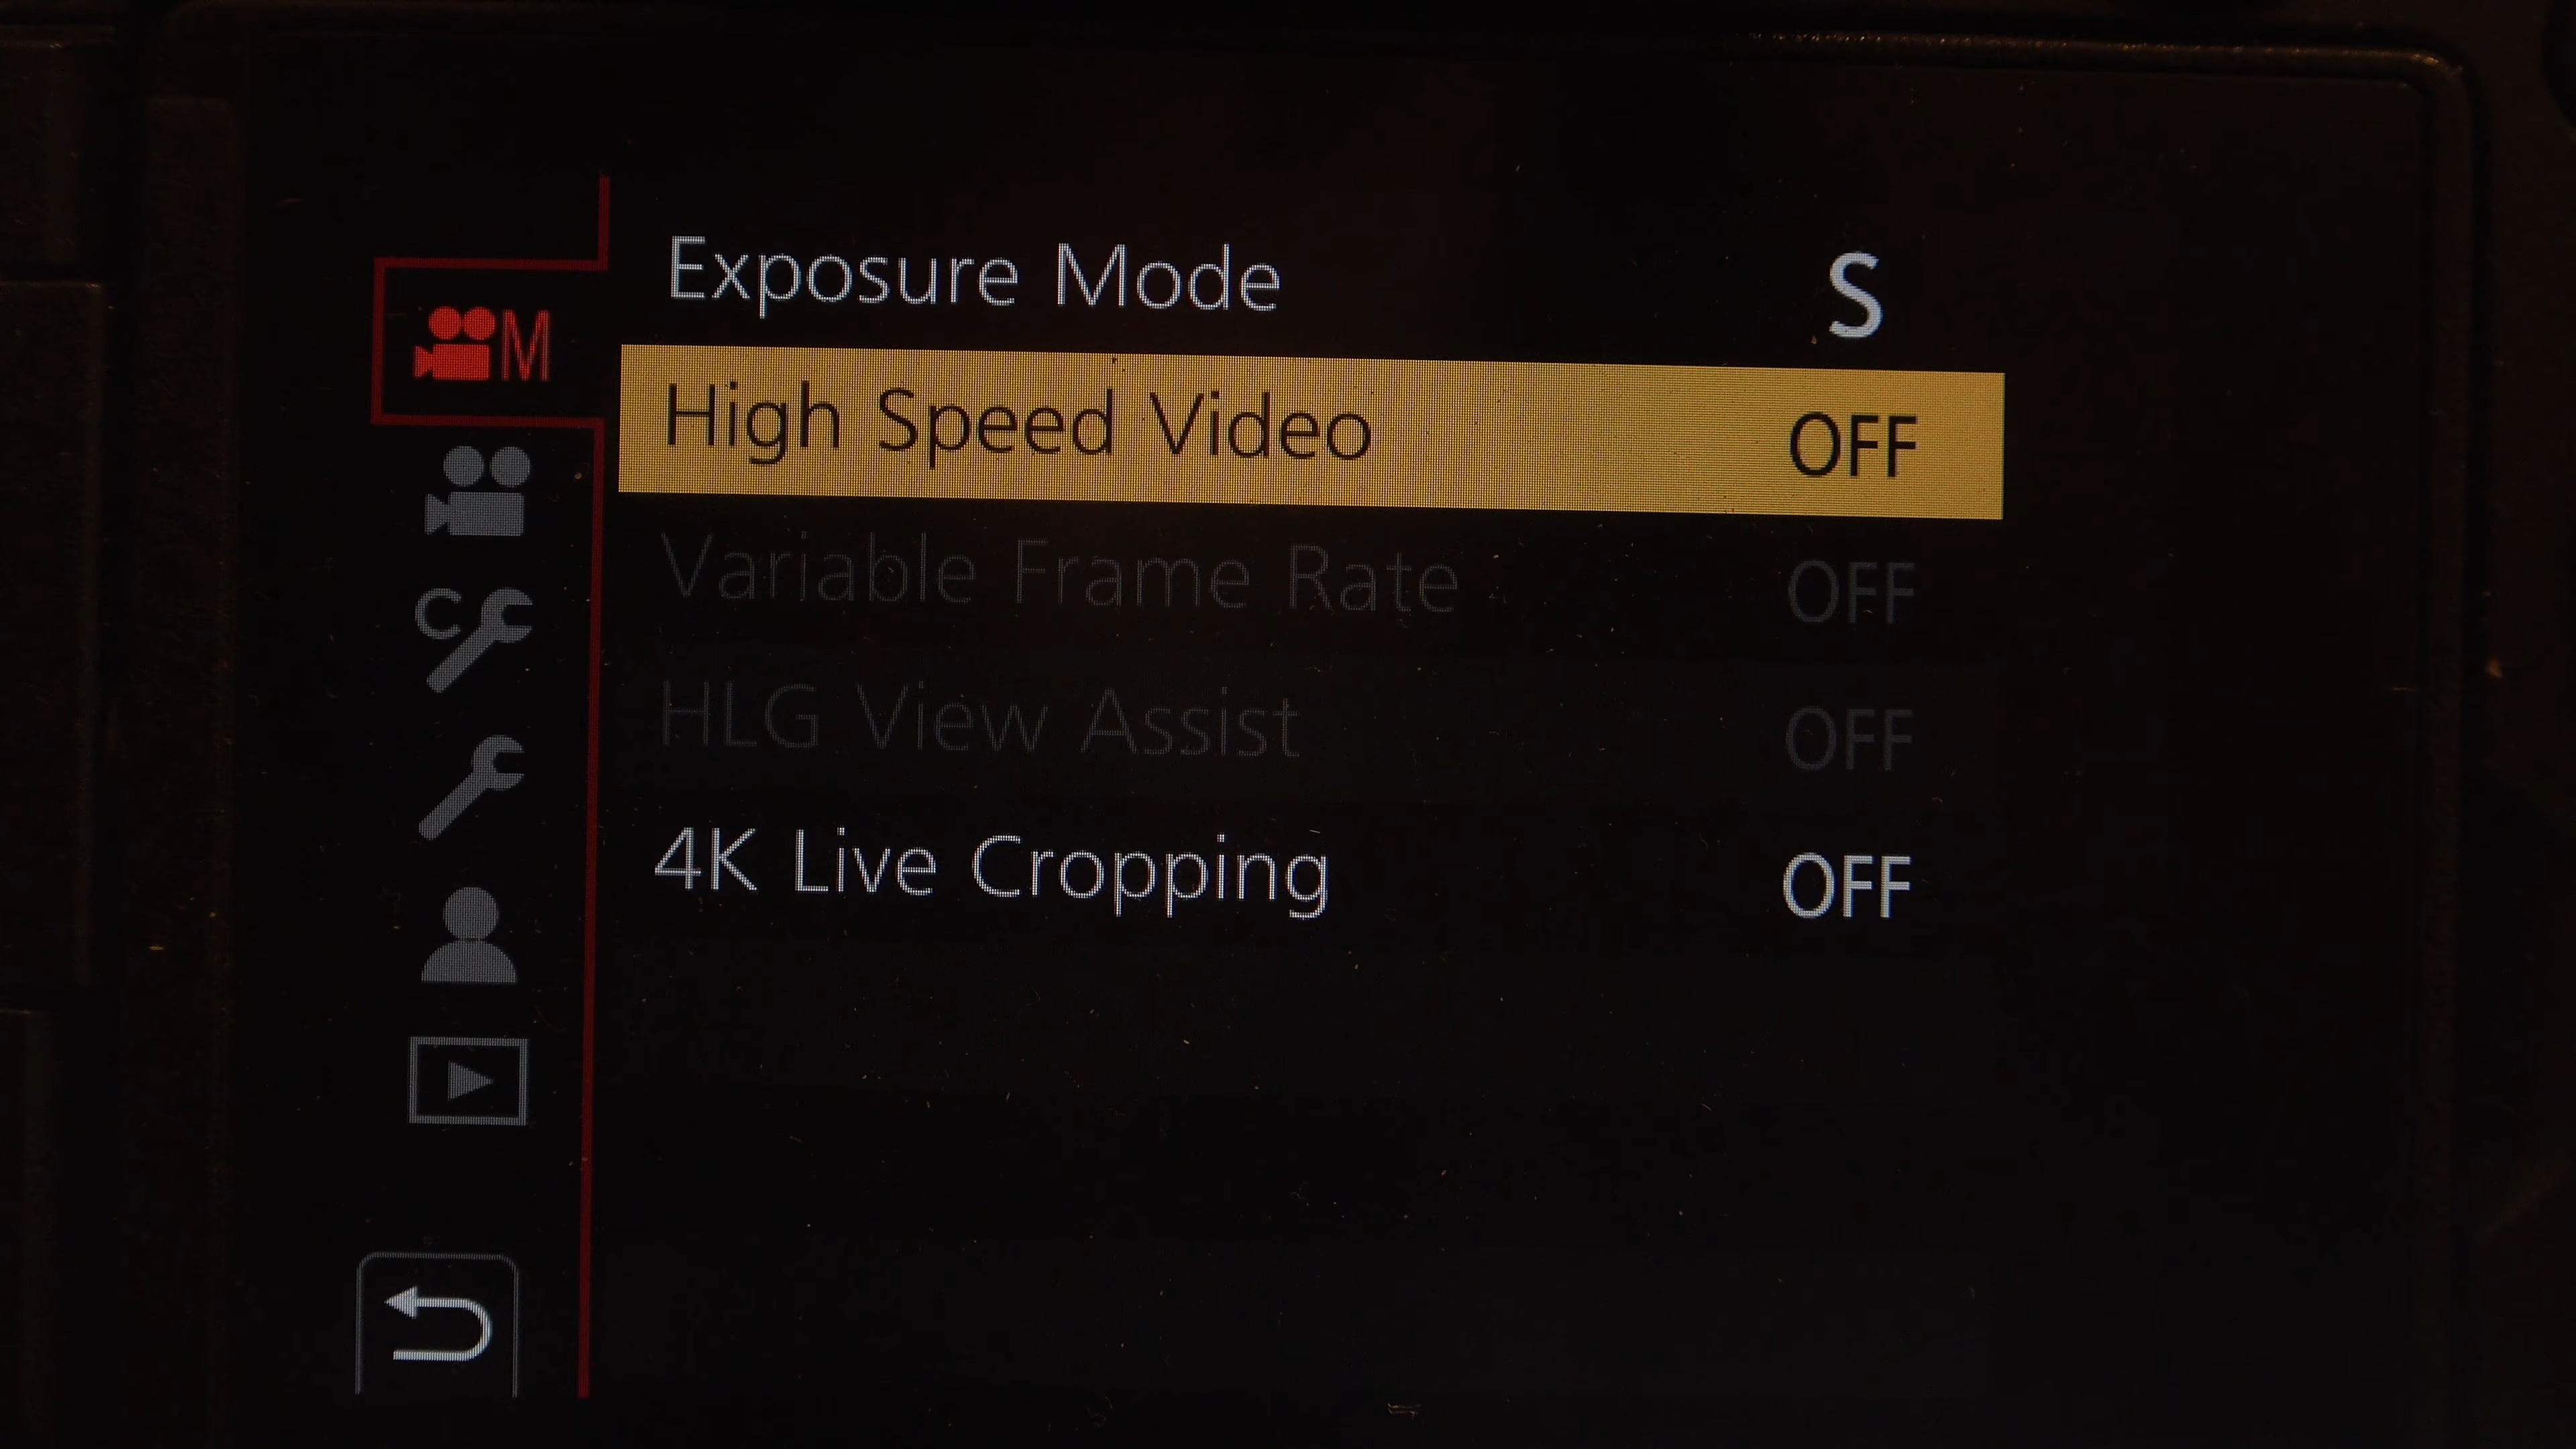 Exposure Mode S
M
High Speed Video OFF
Variable Frame Rate OFF
C
HLG View Assist OFF
4K Live Cropping OFF